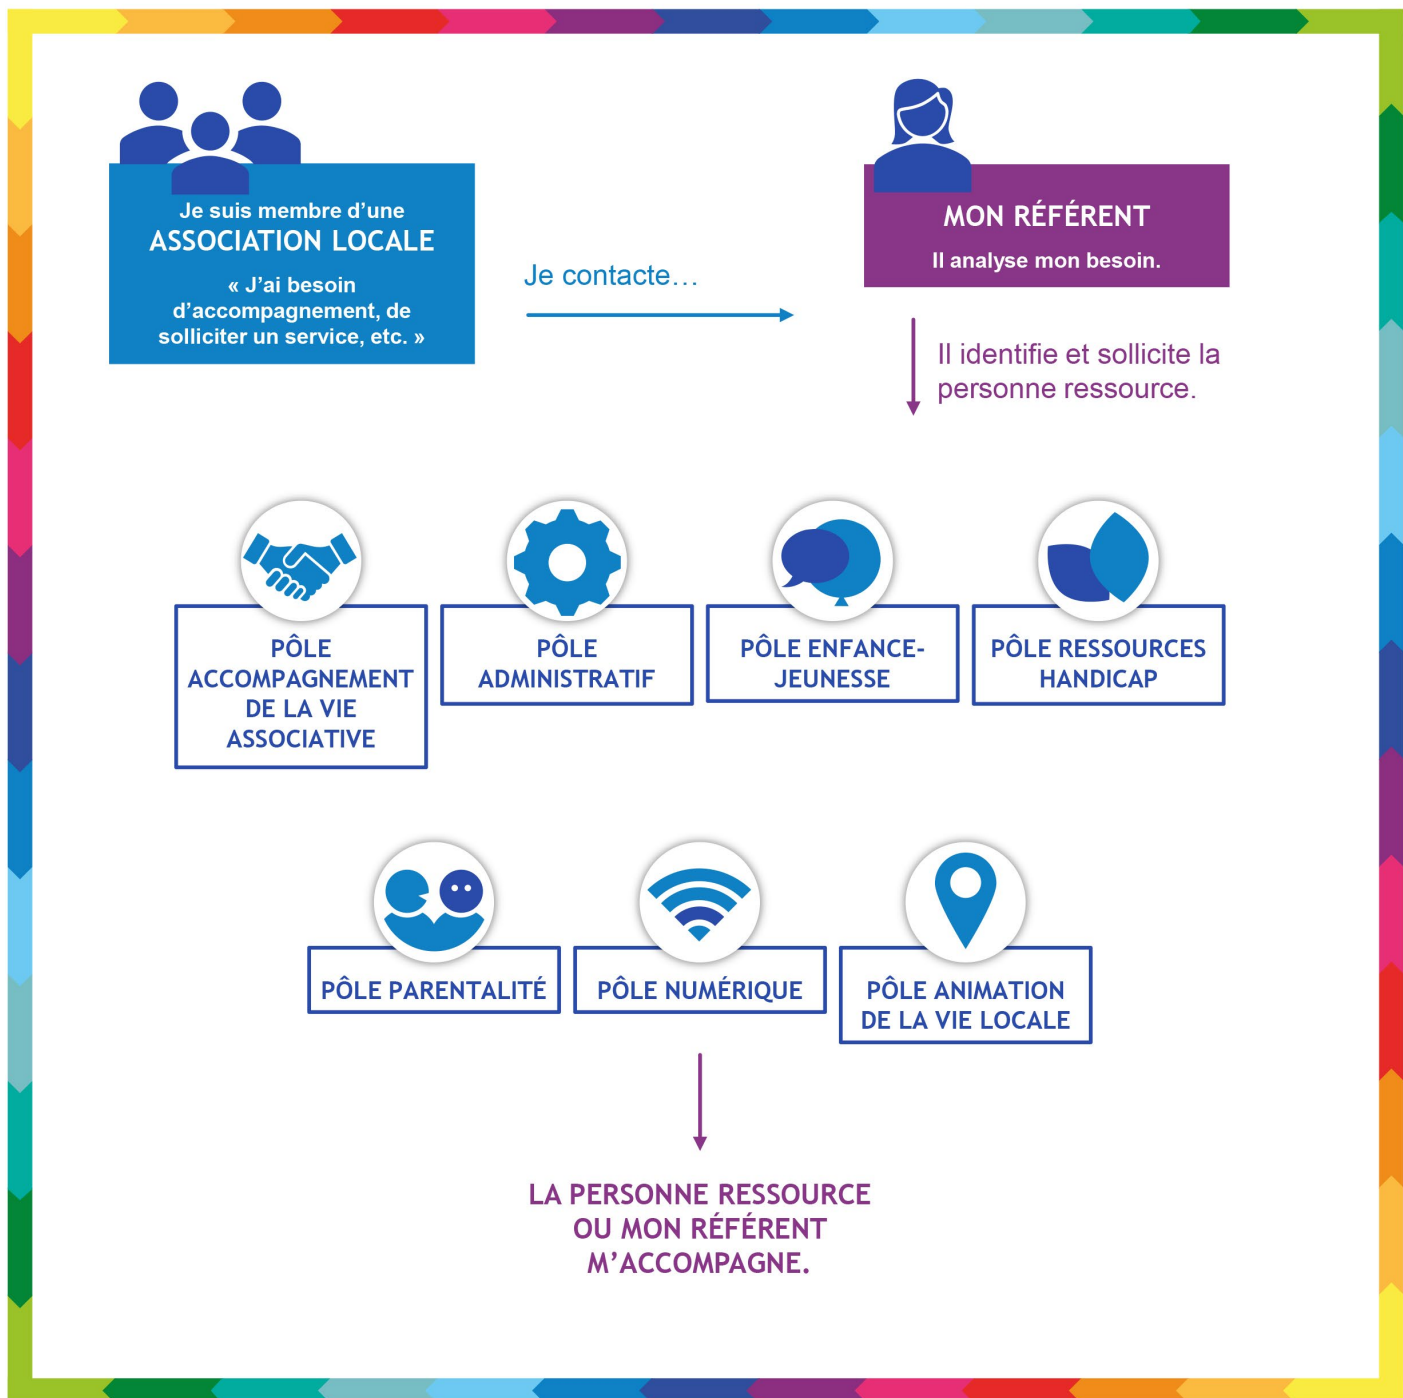 Je suis membre d’une
ASSOCIATION LOCALE
« J’ai besoin
d’accompagnement, de
solliciter un service, etc. »
Je contacte…
MON RÉFÉRENT
Il analyse mon besoin.
Il identifie et sollicite la
personne ressource.
PÔLE
ACCOMPAGNEMENT
DE LA VIE
ASSOCIATIVE
PÔLE
ADMINISTRATIF
PÔLE ENFANCE-
JEUNESSE
PÔLE RESSOURCES
HANDICAP
PÔLE PARENTALITÉ
PÔLE NUMÉRIQUE
PÔLE ANIMATION
DE LA VIE LOCALE
LA PERSONNE RESSOURCE
OU MON RÉFÉRENT
M’ACCOMPAGNE.